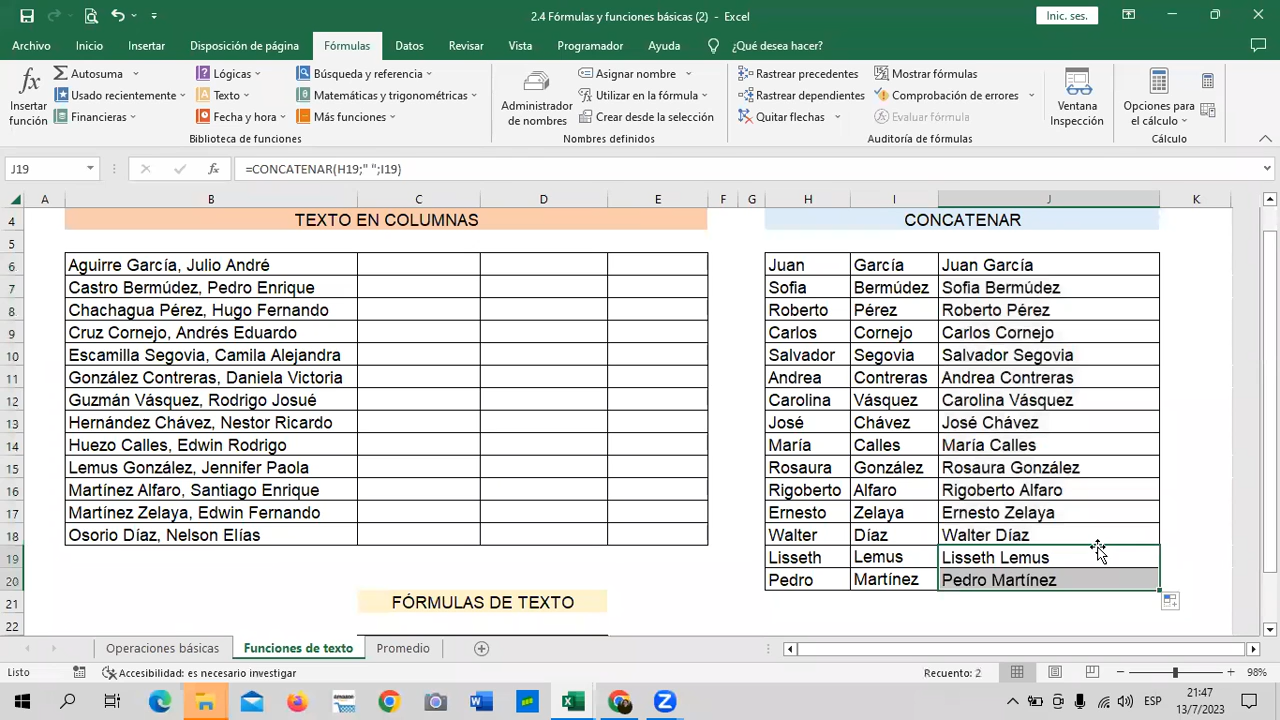 2.4 Fórmulas y funciones básicas (2) - Excel
Inic. ses.
Archivo Inicio Insertar Disposición de página Fórmulas Datos Revisar Vista Programador Ayuda ¿Qué desea hacer?
Insertar función
Autosuma
Usado recientemente
Financieras
Lógicas
Texto
Fecha y hora
Búsqueda y referencia
Matemáticas y trigonométricas
Más funciones
Biblioteca de funciones
Administrador de nombres
Asignar nombre
Utilizar en la fórmula
Crear desde la selección
Nombres definidos
Rastrear precedentes
Rastrear dependientes
Quitar flechas
Mostrar fórmulas
Comprobación de errores
Evaluar fórmula
Auditoría de fórmulas
Ventana Inspección
Opciones para el cálculo
Cálculo
J19 fx =CONCATENAR(H19;" ";I19)
A B C D E F G H I J K
4 TEXTO EN COLUMNAS CONCATENAR
5
6 Aguirre García, Julio André Juan García Juan García
7 Castro Bermúdez, Pedro Enrique Sofia Bermúdez Sofia Bermúdez
8 Chachagua Pérez, Hugo Fernando Roberto Pérez Roberto Pérez
9 Cruz Cornejo, Andrés Eduardo Carlos Cornejo Carlos Cornejo
10 Escamilla Segovia, Camila Alejandra Salvador Segovia Salvador Segovia
11 González Contreras, Daniela Victoria Andrea Contreras Andrea Contreras
12 Guzmán Vásquez, Rodrigo Josué Carolina Vásquez Carolina Vásquez
13 Hernández Chávez, Nestor Ricardo José Chávez José Chávez
14 Huezo Calles, Edwin Rodrigo María Calles María Calles
15 Lemus González, Jennifer Paola Rosaura González Rosaura González
16 Martínez Alfaro, Santiago Enrique Rigoberto Alfaro Rigoberto Alfaro
17 Martínez Zelaya, Edwin Fernando Ernesto Zelaya Ernesto Zelaya
18 Osorio Díaz, Nelson Elías Walter Díaz Walter Díaz
19 Lisseth Lemus Lisseth Lemus
20 Pedro Martínez Pedro Martínez
21 FÓRMULAS DE TEXTO
22
Operaciones básicas Funciones de texto Promedio
Listo Accesibilidad: es necesario investigar Recuento: 2 98%
ESP 21:47
13/7/2023